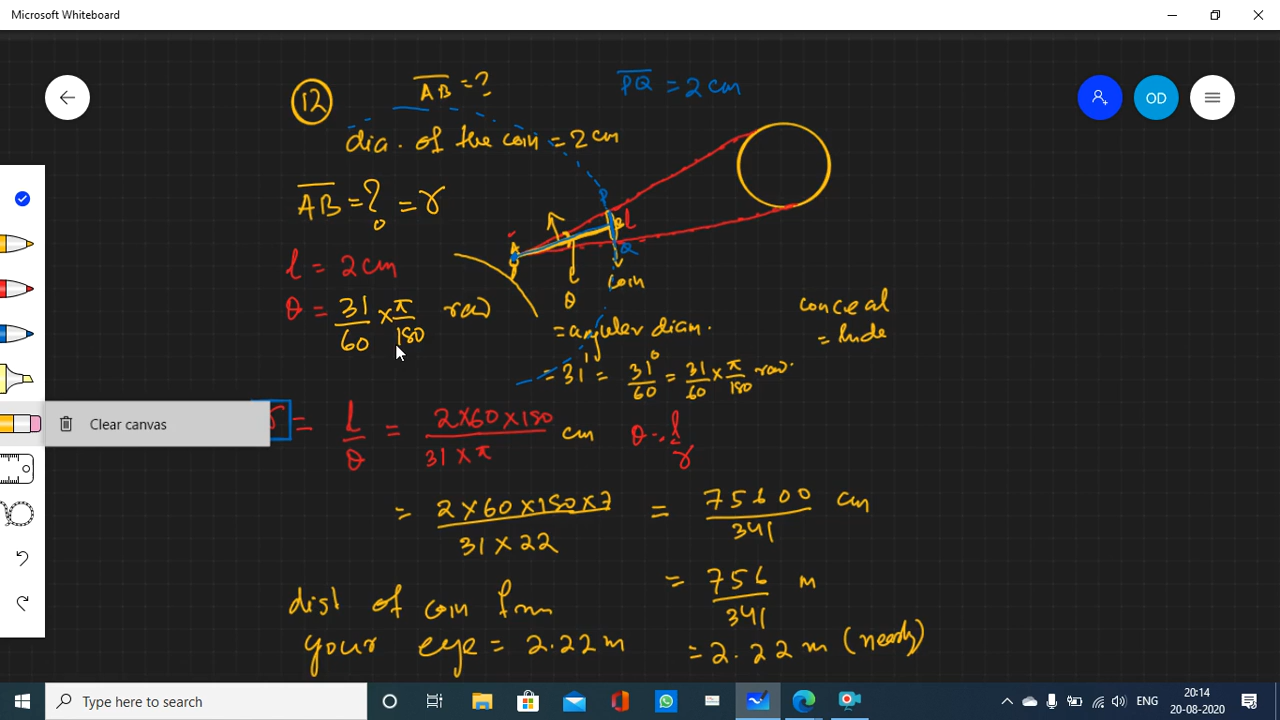 Microsoft Whiteboard
12
AB = ?
PQ = 2 cm
OD
dia. of the coin = 2 cm
AB = ? = r
P
l
A
B
Q
l = 2 cm
coin
θ
θ = 31/60 × π/180 rad
conceal
= hide
= angular diam.
= 31' = 31°/60 = 31/60 × π/180 rad.
Clear canvas
= l/θ = 2×60×180/31×π cm
θ = l/r
= 2×60×180×7/31×22 = 75600/341 cm
= 756/341 m
dist of coin from
your eye = 2.22 m
= 2.22 m (nearly)
Type here to search
ENG
20:14
20-08-2020